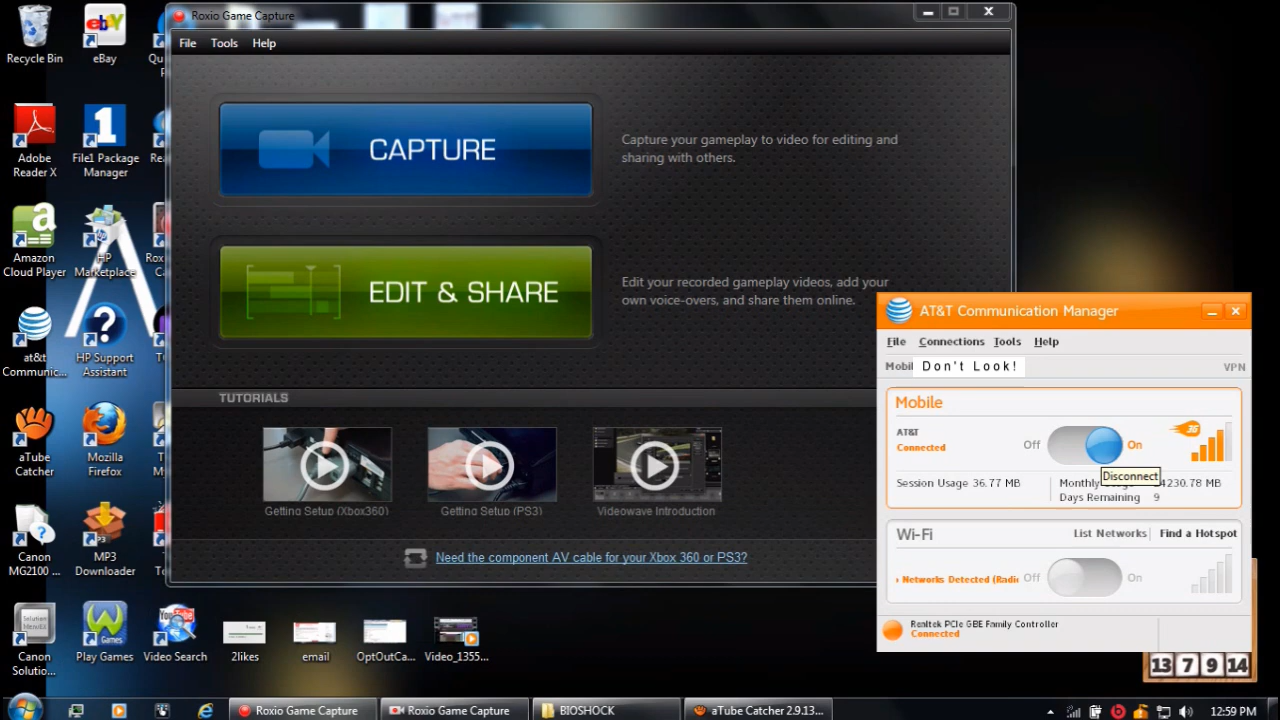 Recycle Bin
eBay
Adobe
Reader X
File1 Package
Manager
Amazon
Cloud Player
HP
Marketplace
at&t
Communic...
HP Support
Assistant
aTube
Catcher
Mozilla
Firefox
Canon
MG2100 ...
MP3
Downloader
Canon
Solutio...
Play Games
Video Search
2likes
email
OptOutCa...
Video_1355...
Roxio Game Capture
File Tools Help
CAPTURE
Capture your gameplay to video for editing and
sharing with others.
EDIT & SHARE
Edit your recorded gameplay videos, add your
own voice-overs, and share them online.
TUTORIALS
Getting Setup (Xbox360)
Getting Setup (PS3)
Videowave Introduction
Need the component AV cable for your Xbox 360 or PS3?
AT&T Communication Manager
File Connections Tools Help
Mobil Don't Look! VPN
Mobile
AT&T
Connected
Off On
3G
Disconnect
Session Usage 36.77 MB
Monthly 4230.78 MB
Days Remaining 9
Wi-Fi
List Networks Find a Hotspot
Networks Detected (Radio
Off On
Realtek PCIe GBE Family Controller
Connected
13 7 9 14
Roxio Game Capture
Roxio Game Capture
BIOSHOCK
aTube Catcher 2.9.13...
12:59 PM